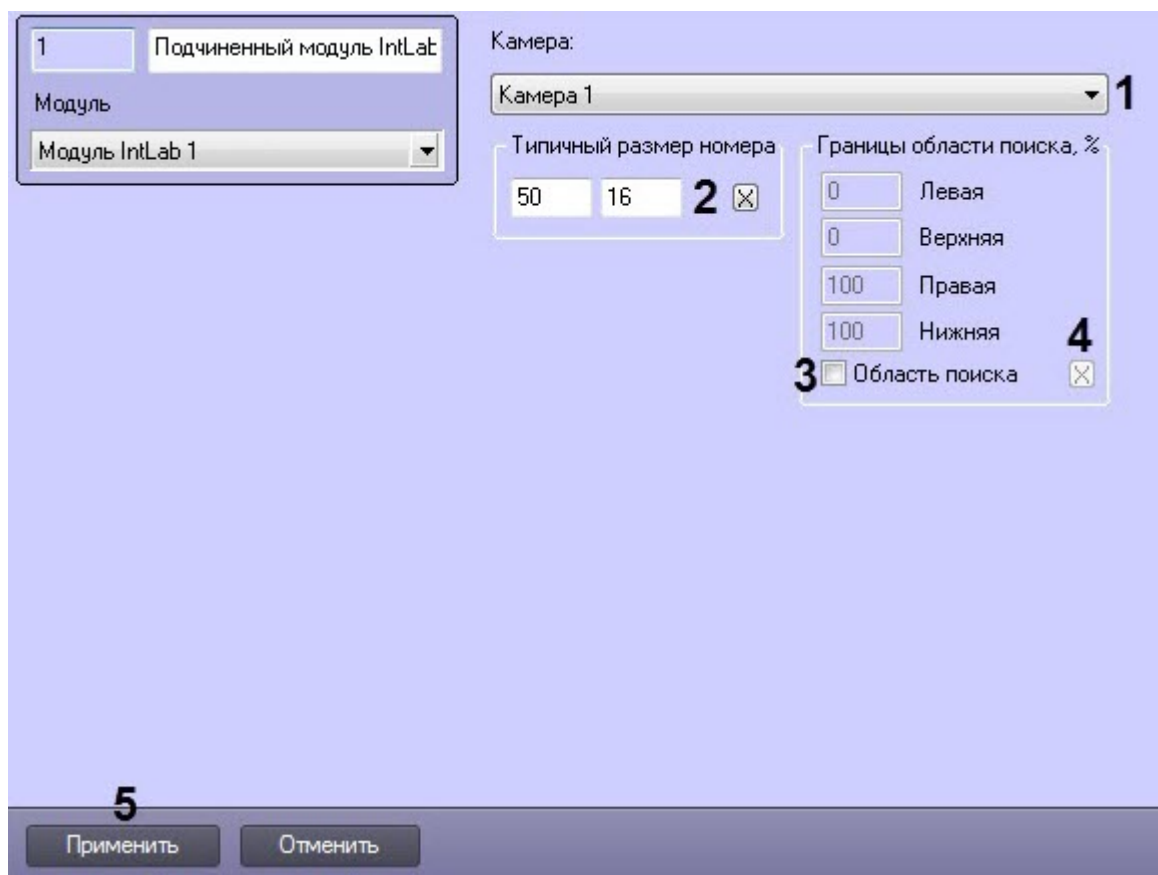 1 Подчиненный модуль IntLab
Модуль
Модуль IntLab 1
Камера:
Камера 1 1
Типичный размер номера
50 16 2
Границы области поиска, %
0 Левая
0 Верхняя
100 Правая
100 Нижняя
4
3 Область поиска
5
Применить Отменить